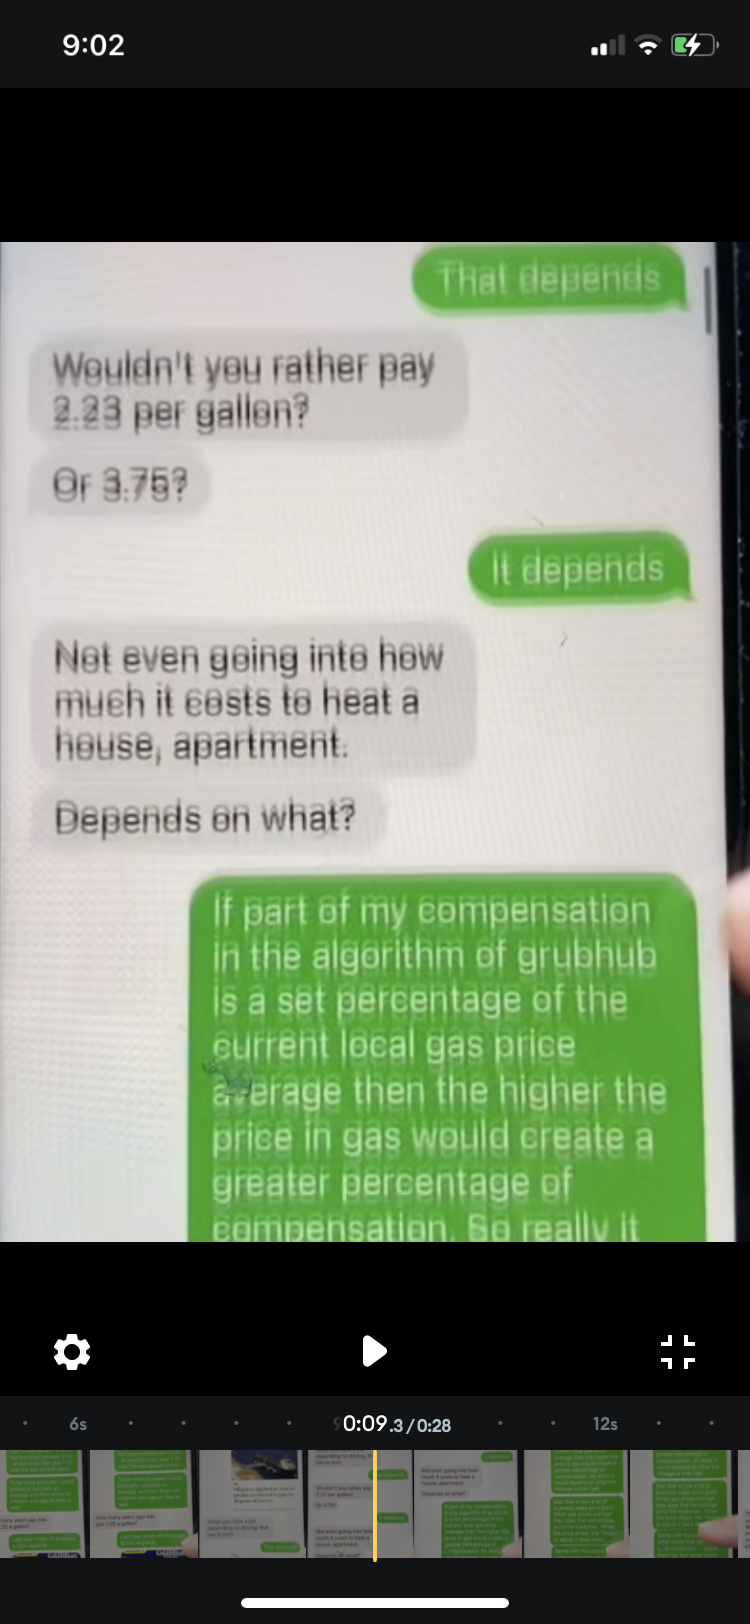 9:02
That depends
Wouldn't you rather pay
2.23 per gallon?
Or 3.75?
It depends
Not even going into how
much it costs to heat a
house, apartment.
Depends on what?
If part of my compensation
in the algorithm of grubhub
is a set percentage of the
current local gas price
average then the higher the
price in gas would create a
greater percentage of
compensation. So really it
6s
0:09.3/0:28
12s